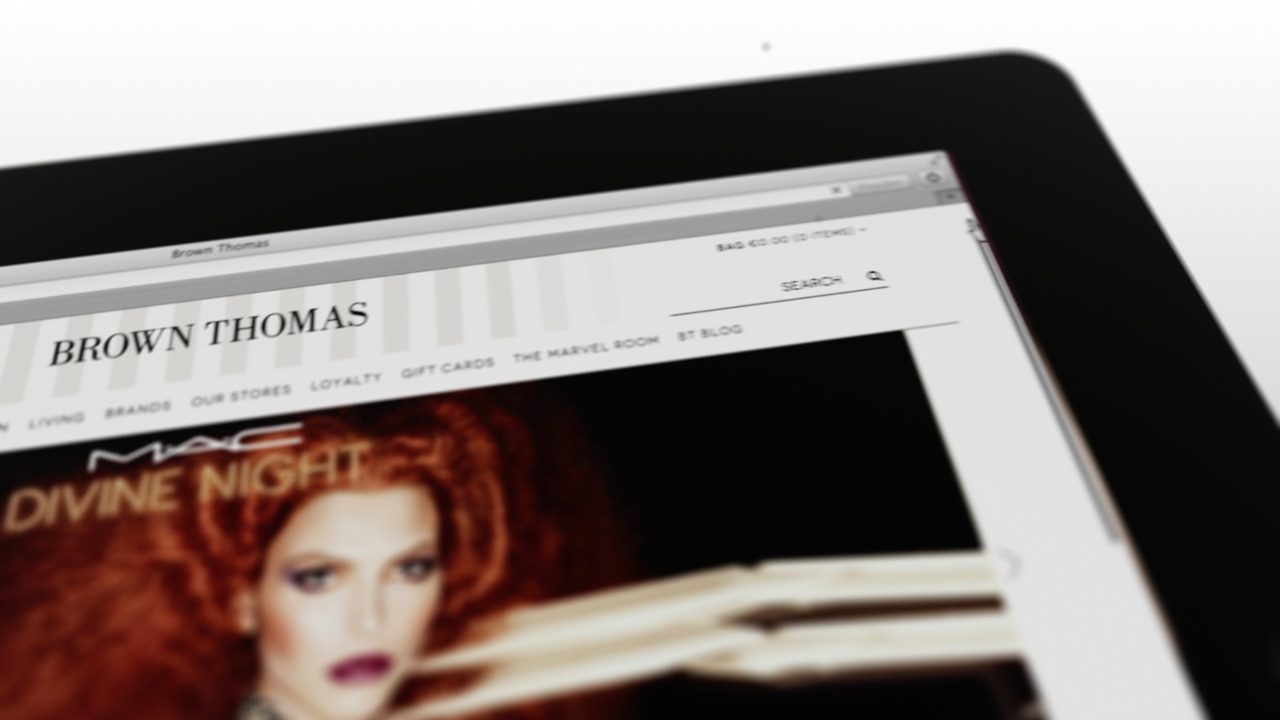 Brown Thomas
BAG €0.00 (0 ITEMS)
SEARCH
BROWN THOMAS
LIVING BRANDS OUR STORES LOYALTY GIFT CARDS THE MARVEL ROOM BT BLOG
MAC
DIVINE NIGHT